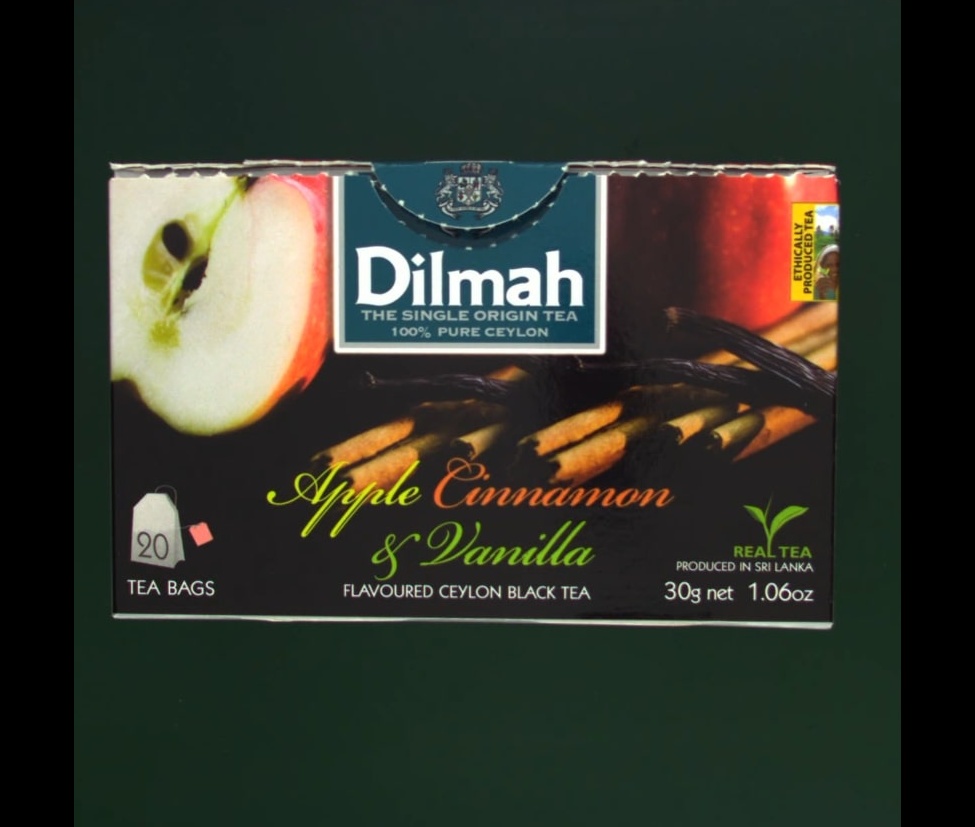 Dilmah
THE SINGLE ORIGIN TEA
100% PURE CEYLON
ETHICALLY
PRODUCED TEA
Apple Cinnamon
& Vanilla
FLAVOURED CEYLON BLACK TEA
20
TEA BAGS
REAL TEA
PRODUCED IN SRI LANKA
30g net 1.06oz